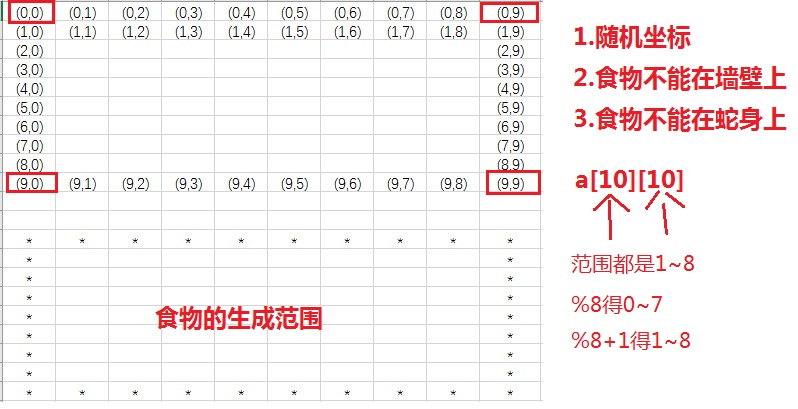 (0,0) (0,1) (0,2) (0,3) (0,4) (0,5) (0,6) (0,7) (0,8) (0,9)
(1,0) (1,1) (1,2) (1,3) (1,4) (1,5) (1,6) (1,7) (1,8) (1,9)
(2,0) (2,9)
(3,0) (3,9)
(4,0) (4,9)
(5,0) (5,9)
(6,0) (6,9)
(7,0) (7,9)
(8,0) (8,9)
(9,0) (9,1) (9,2) (9,3) (9,4) (9,5) (9,6) (9,7) (9,8) (9,9)
* * * * * * * * * *
* *
* *
* *
* *
食物的生成范围
* *
* *
* *
* * * * * * * * * *
1.随机坐标
2.食物不能在墙壁上
3.食物不能在蛇身上
a[10][10]
范围都是1~8
%8得0~7
%8+1得1~8